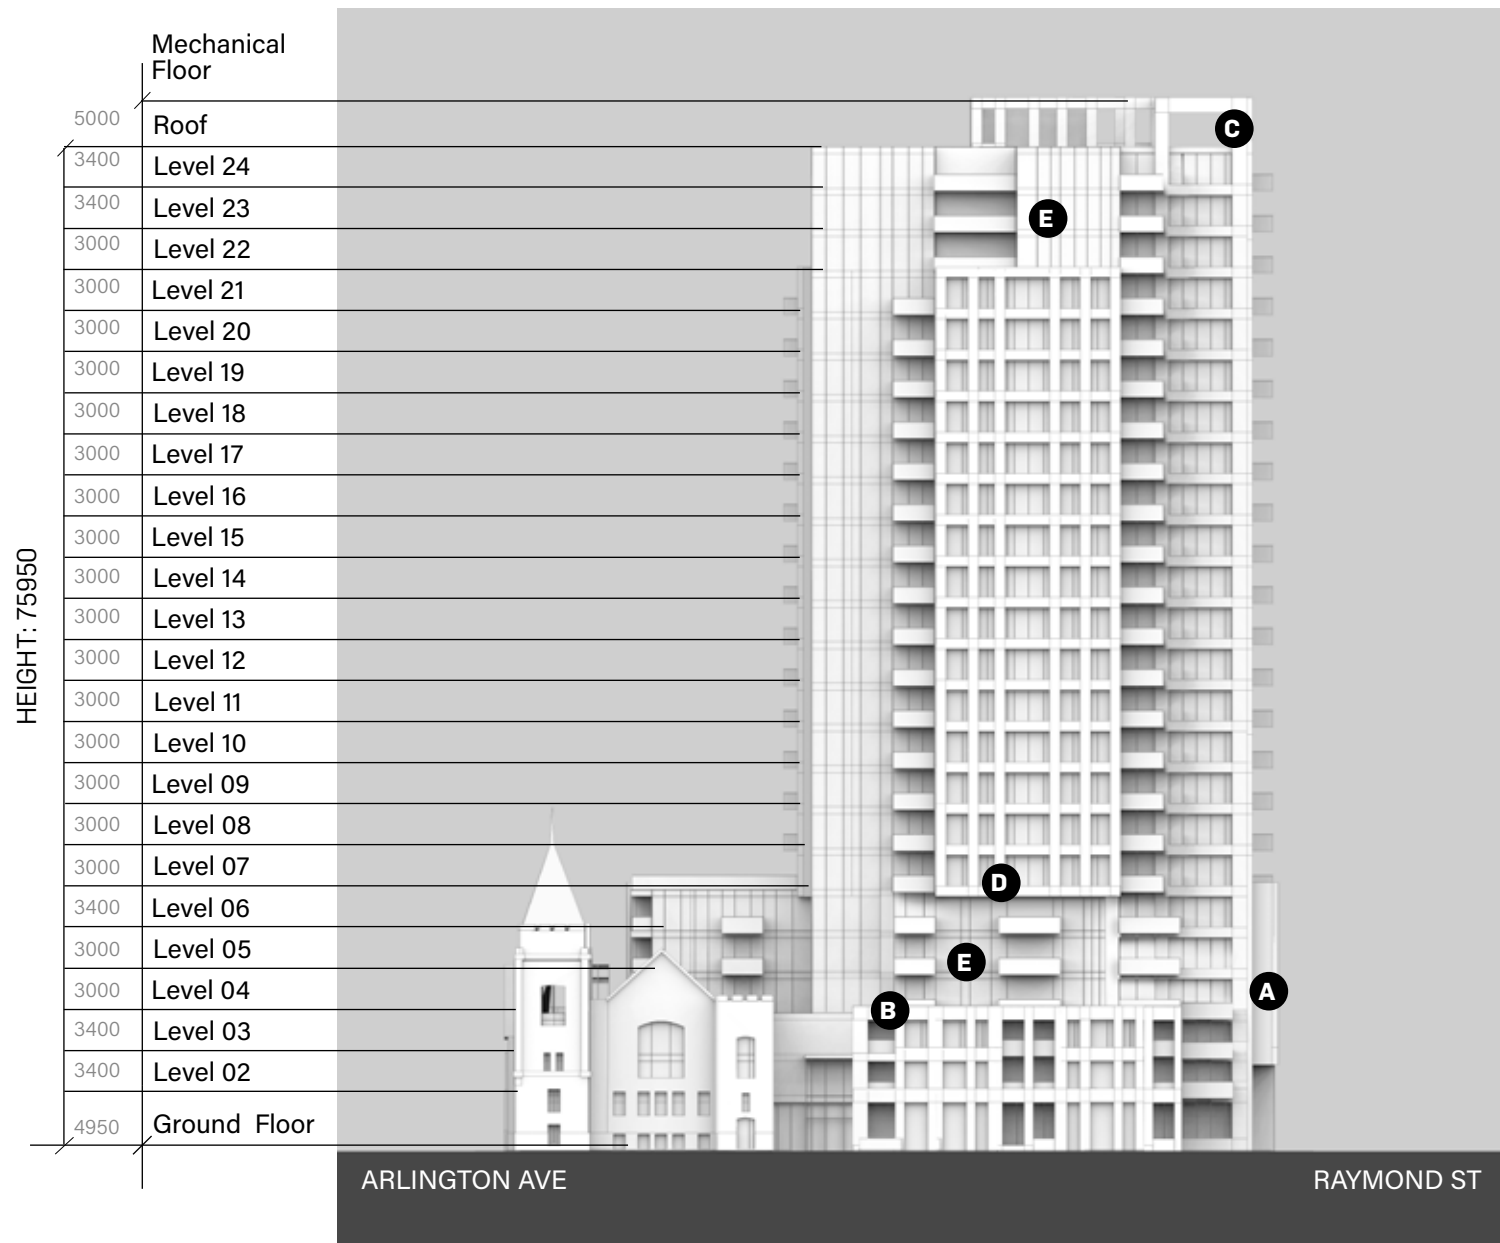 Mechanical
Floor
5000 Roof
3400 Level 24
3400 Level 23
3000 Level 22
3000 Level 21
3000 Level 20
3000 Level 19
3000 Level 18
3000 Level 17
3000 Level 16
3000 Level 15
3000 Level 14
3000 Level 13
3000 Level 12
3000 Level 11
3000 Level 10
3000 Level 09
3000 Level 08
3000 Level 07
3400 Level 06
3000 Level 05
3000 Level 04
3400 Level 03
3400 Level 02
4950 Ground Floor
HEIGHT: 75950
C
E
D
E
A
B
ARLINGTON AVE
RAYMOND ST